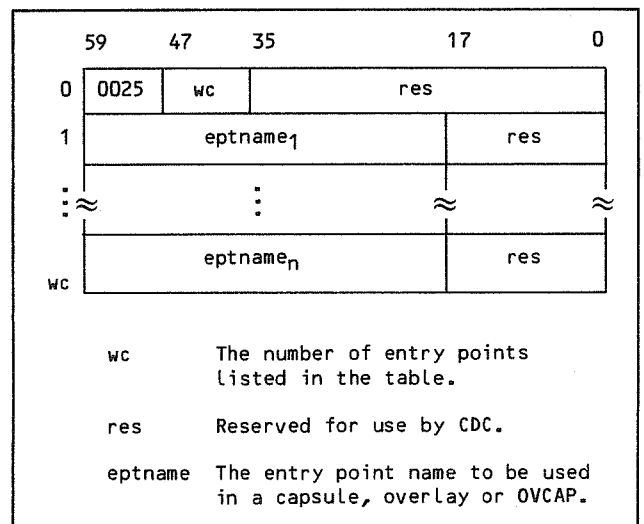 59 47 35 17 0
0 0025 wc res
1 eptname1 res
⋮ ≈ ⋮ ≈ ≈
eptnamen res
wc
wc The number of entry points
listed in the table.
res Reserved for use by CDC.
eptname The entry point name to be used
in a capsule, overlay or OVCAP.